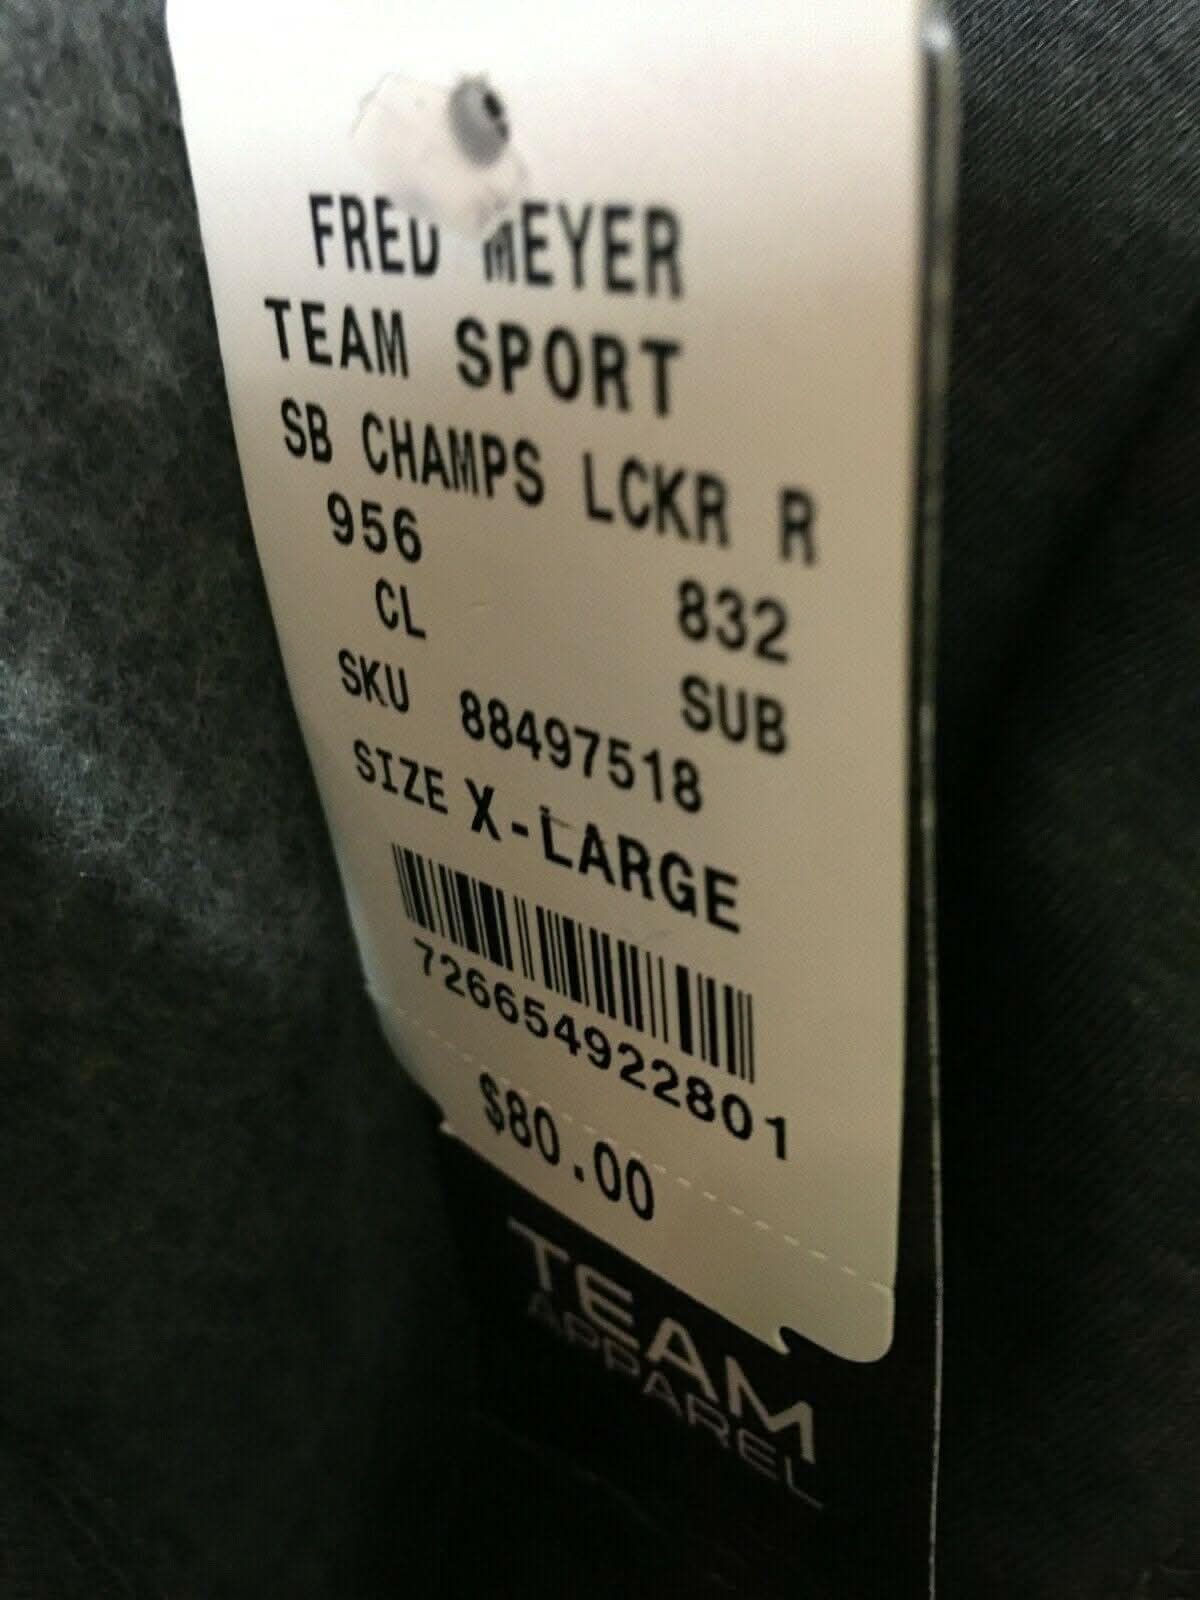 FRED MEYER
TEAM SPORT
SB CHAMPS LCKR R
956 832
CL SUB
SKU 88497518
SIZE X-LARGE
726654922801
$80.00
TEAM
APPAREL